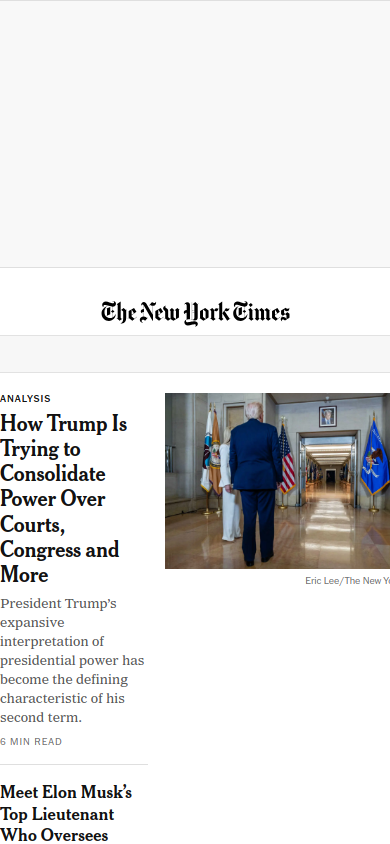 The New York Times
ANALYSIS
How Trump Is
Trying to
Consolidate
Power Over
Courts,
Congress and
More
President Trump’s
expansive
interpretation of
presidential power has
become the defining
characteristic of his
second term.
6 MIN READ
Eric Lee/The New Yo
Meet Elon Musk’s
Top Lieutenant
Who Oversees